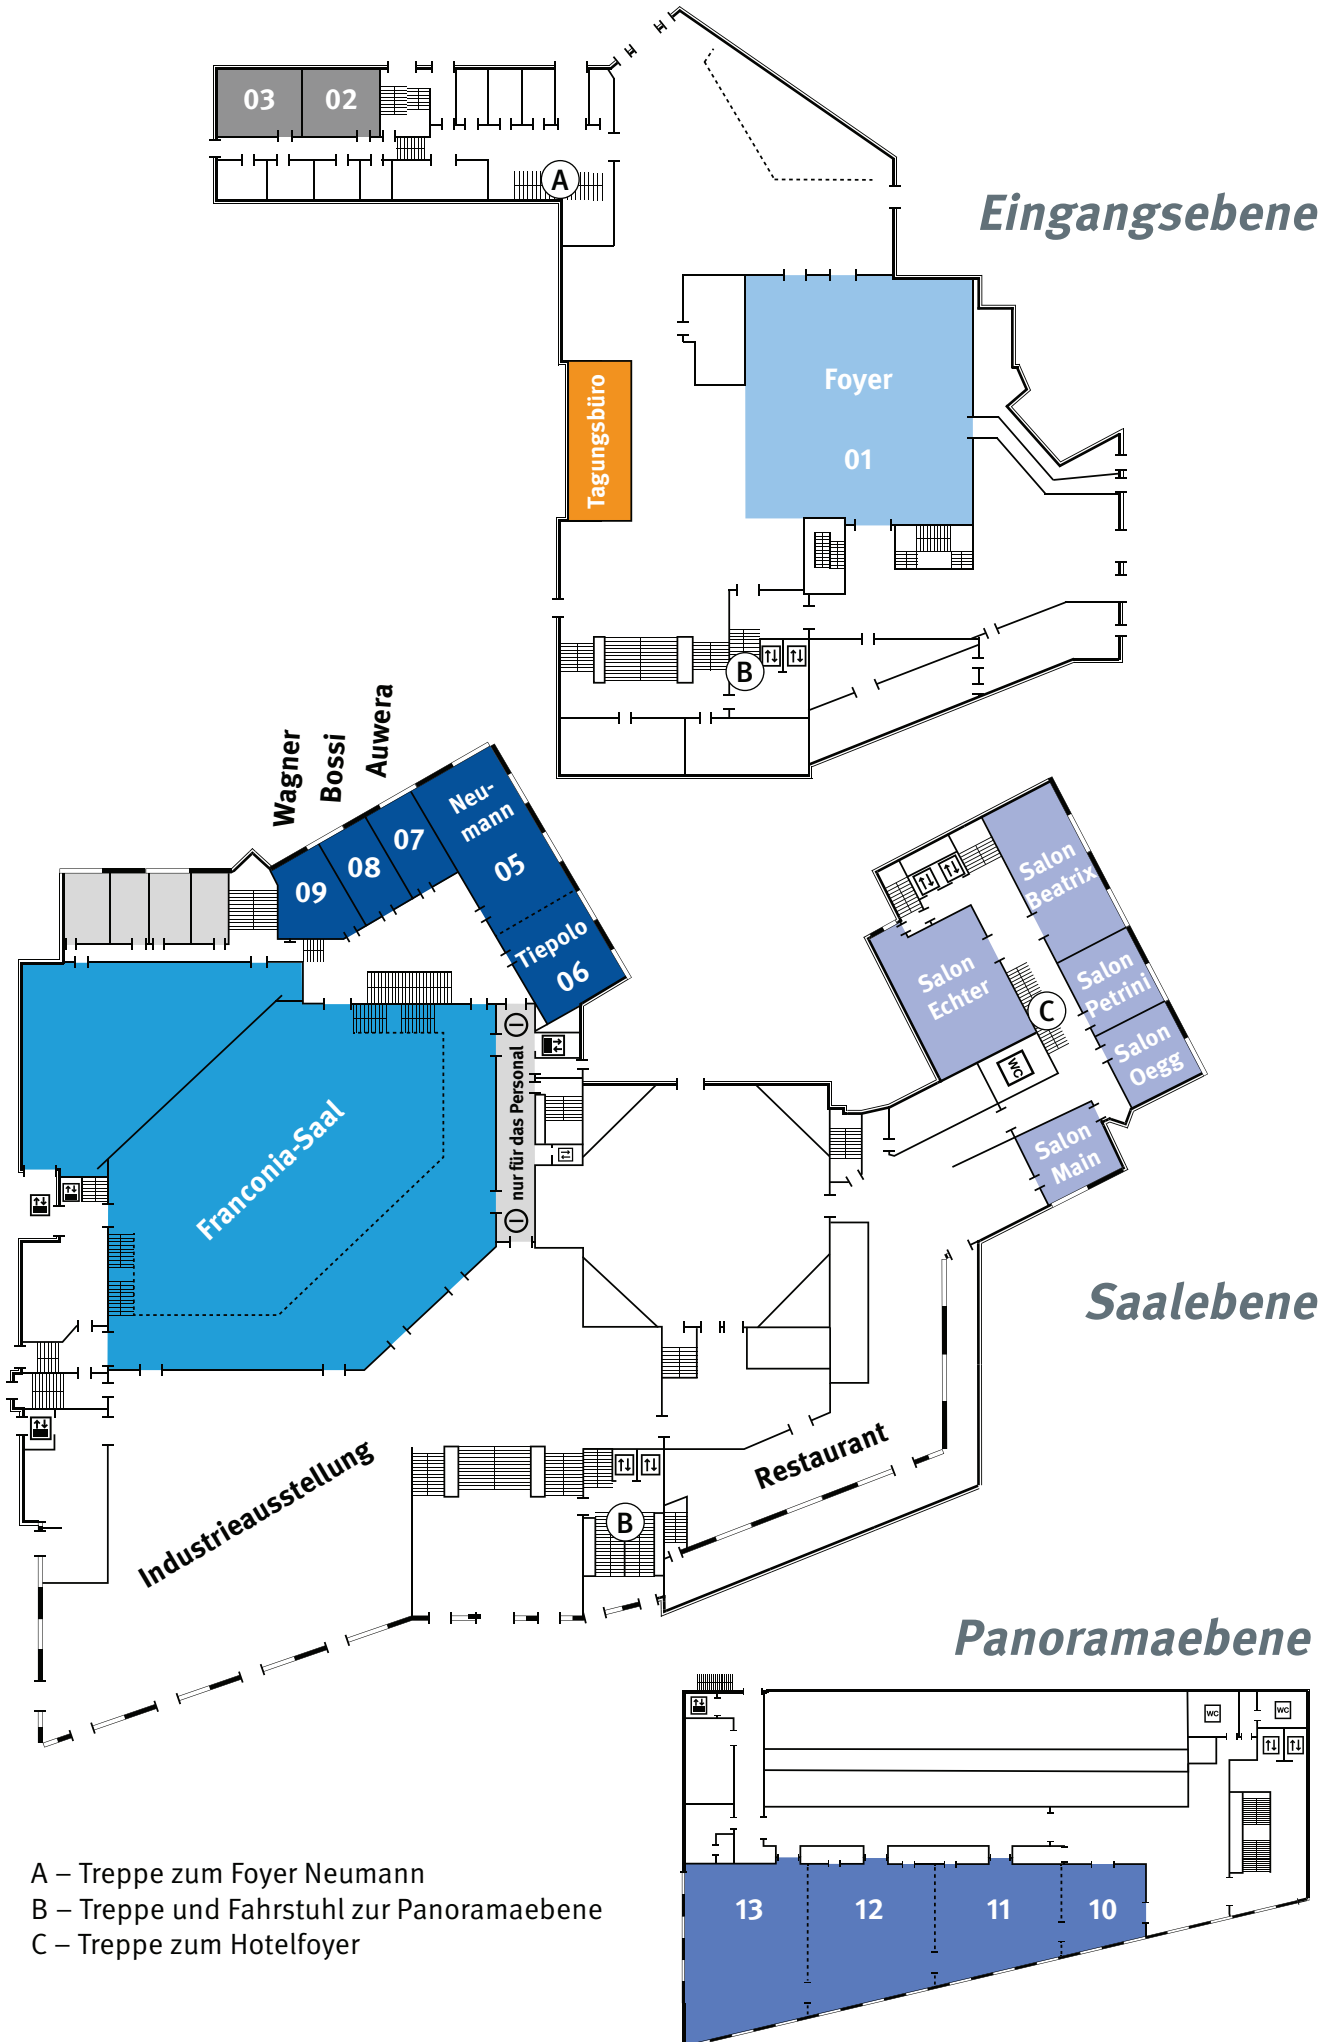 03
02
A
Eingangsebene
Foyer
01
Tagungsbüro
B
Wagner
Bossi
Auwera
Neu-
mann
05
07
08
09
Tiepolo
06
Salon
Beatrix
Salon
Echter
Salon
Petrini
C
Salon
Oegg
WC
Salon
Main
nur für das Personal
Franconia-Saal
Saalebene
Restaurant
Industrieausstellung
B
Panoramaebene
WC
WC
13
12
11
10
A – Treppe zum Foyer Neumann
B – Treppe und Fahrstuhl zur Panoramaebene
C – Treppe zum Hotelfoyer